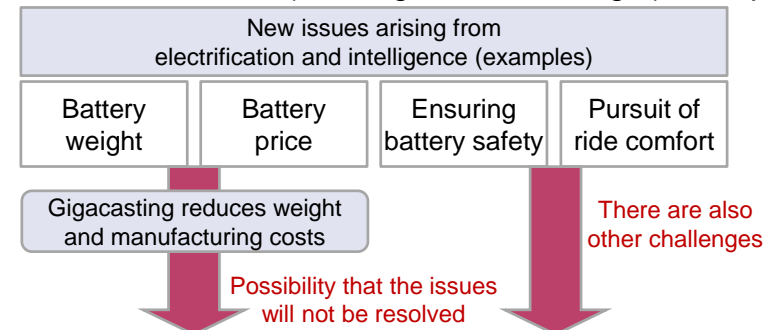 New issues arising from
electrification and intelligence (examples)
Battery
weight
Battery
price
Ensuring
battery safety
Pursuit of
ride comfort
Gigacasting reduces weight
and manufacturing costs
There are also
other challenges
Possibility that the issues
will not be resolved